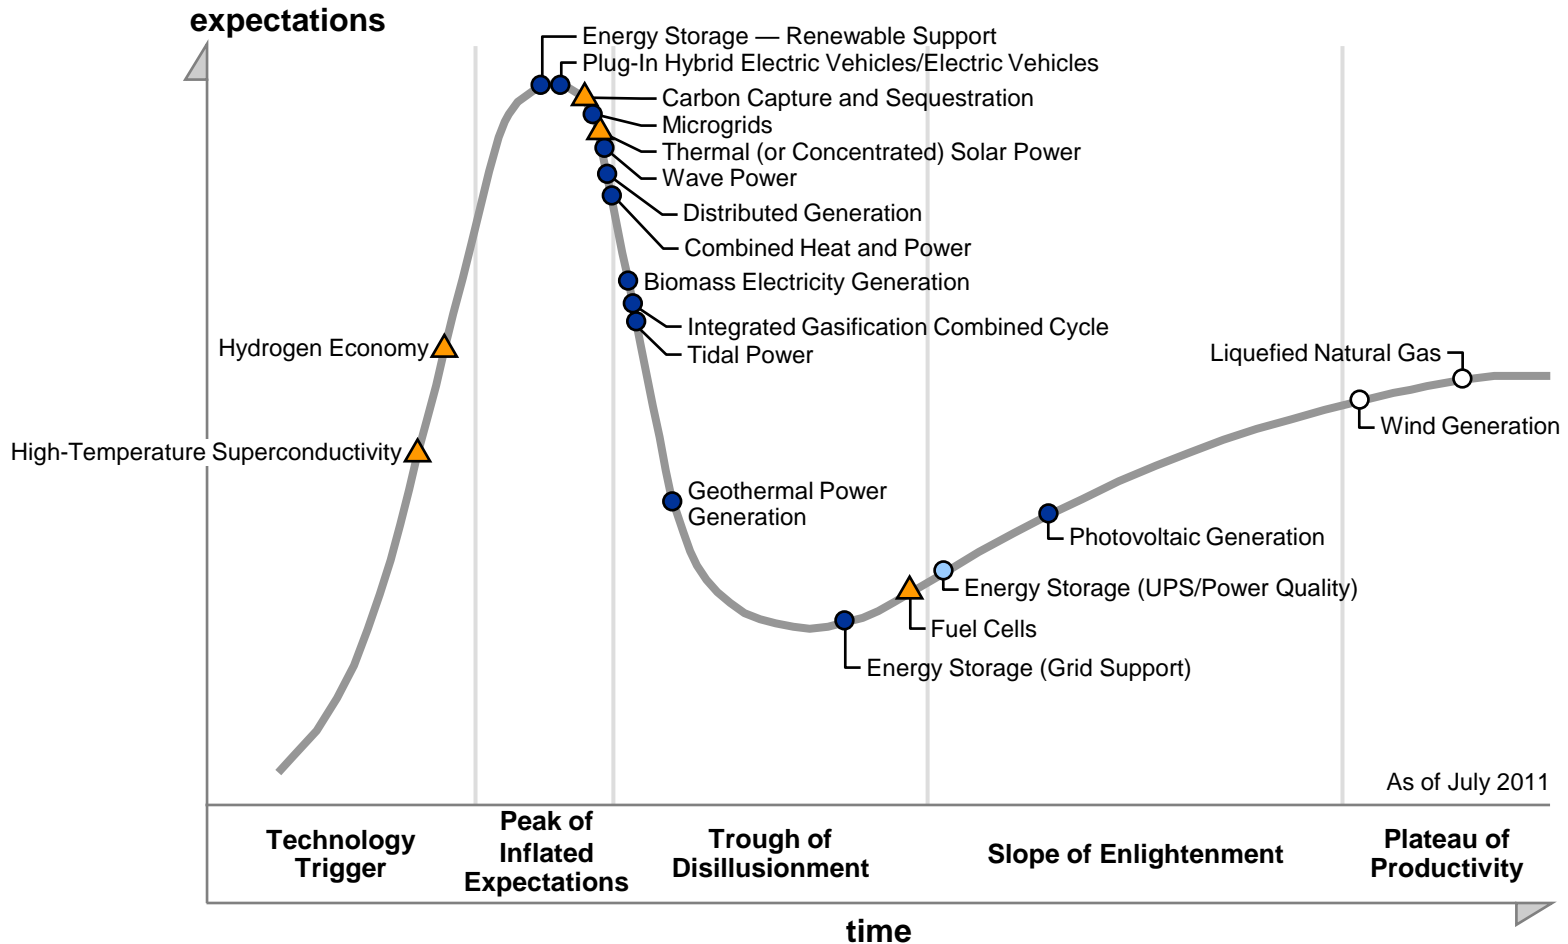 expectations
Energy Storage — Renewable Support
Plug-In Hybrid Electric Vehicles/Electric Vehicles
Carbon Capture and Sequestration
Microgrids
Thermal (or Concentrated) Solar Power
Wave Power
Distributed Generation
Combined Heat and Power
Biomass Electricity Generation
Integrated Gasification Combined Cycle
Tidal Power
Hydrogen Economy
High-Temperature Superconductivity
Geothermal Power
Generation
Liquefied Natural Gas
Wind Generation
Photovoltaic Generation
Energy Storage (UPS/Power Quality)
Fuel Cells
Energy Storage (Grid Support)
As of July 2011
Technology
Trigger
Peak of
Inflated
Expectations
Trough of
Disillusionment
Slope of Enlightenment
Plateau of
Productivity
time